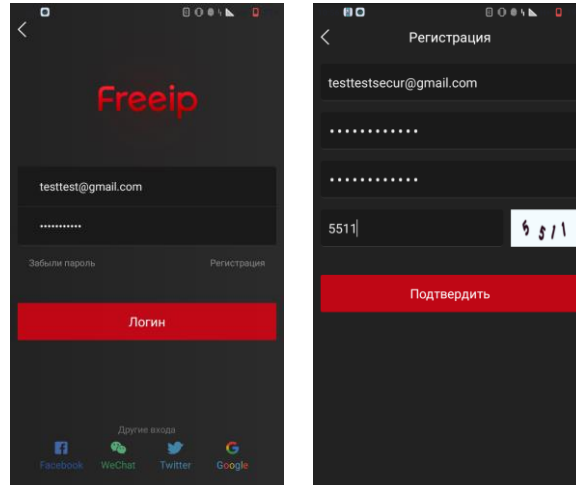 Freeip
testtest@gmail.com
•••••••••••
Забыли пароль
Регистрация
Логин
Другие входа
Facebook
WeChat
Twitter
Google
Регистрация
testtestsecur@gmail.com
••••••••••••
••••••••••••
5511
5511
Подтвердить